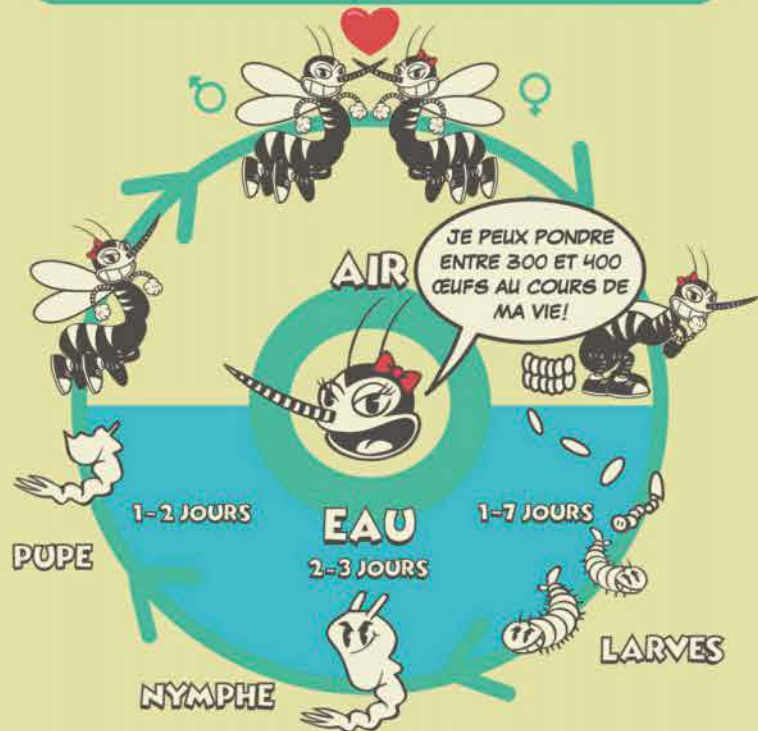 AIR
JE PEUX PONDRE
ENTRE 300 ET 400
ŒUFS AU COURS DE
MA VIE!
1-2 JOURS
EAU
1-7 JOURS
2-3 JOURS
PUPE
LARVES
NYMPHE